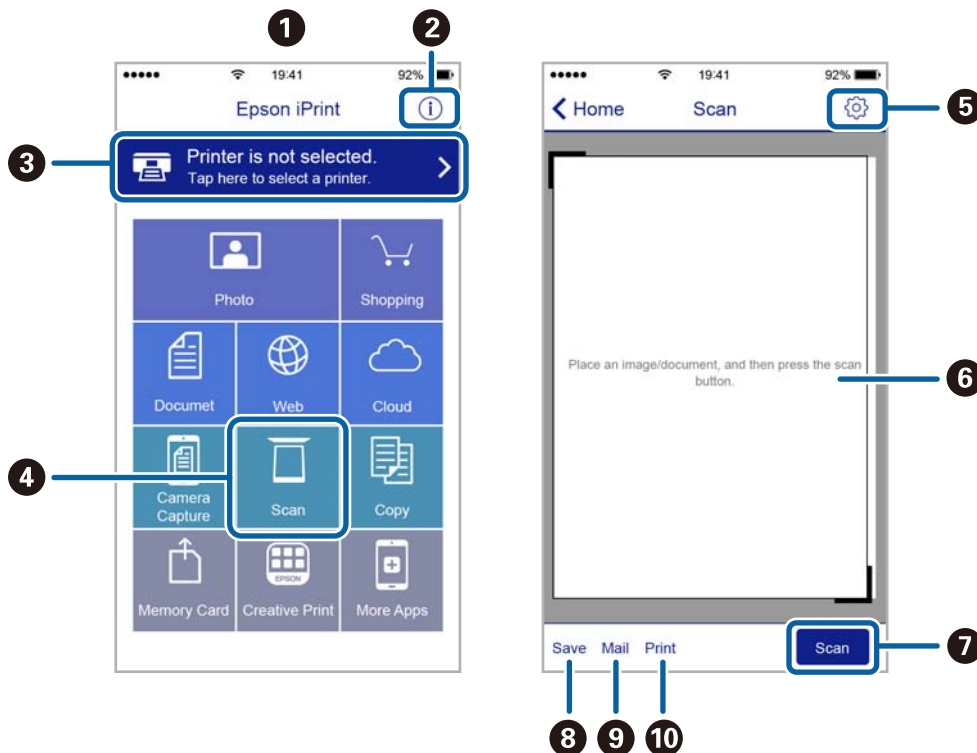 1
2
19:41
92%
Epson iPrint
3
Printer is not selected.
Tap here to select a printer.
Photo
Shopping
Documet
Web
Cloud
4
Camera
Capture
Scan
Copy
EPSON
Memory Card
Creative Print
More Apps
19:41
92%
Home
Scan
5
Place an image/document, and then press the scan
button.
6
Save
Mail
Print
Scan
7
8
9
10